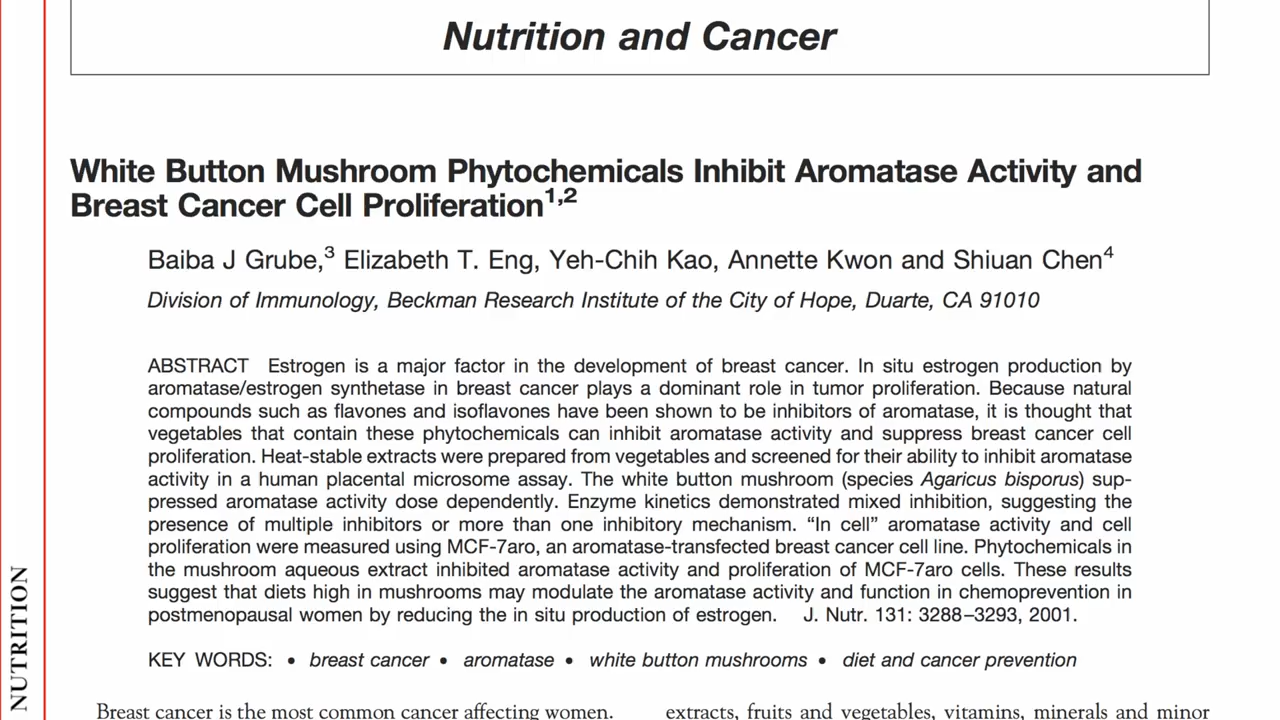 Nutrition and Cancer
White Button Mushroom Phytochemicals Inhibit Aromatase Activity and
Breast Cancer Cell Proliferation1,2
Baiba J Grube,3 Elizabeth T. Eng, Yeh-Chih Kao, Annette Kwon and Shiuan Chen4
Division of Immunology, Beckman Research Institute of the City of Hope, Duarte, CA 91010
ABSTRACT Estrogen is a major factor in the development of breast cancer. In situ estrogen production by
aromatase/estrogen synthetase in breast cancer plays a dominant role in tumor proliferation. Because natural
compounds such as flavones and isoflavones have been shown to be inhibitors of aromatase, it is thought that
vegetables that contain these phytochemicals can inhibit aromatase activity and suppress breast cancer cell
proliferation. Heat-stable extracts were prepared from vegetables and screened for their ability to inhibit aromatase
activity in a human placental microsome assay. The white button mushroom (species Agaricus bisporus) sup-
pressed aromatase activity dose dependently. Enzyme kinetics demonstrated mixed inhibition, suggesting the
presence of multiple inhibitors or more than one inhibitory mechanism. “In cell” aromatase activity and cell
proliferation were measured using MCF-7aro, an aromatase-transfected breast cancer cell line. Phytochemicals in
the mushroom aqueous extract inhibited aromatase activity and proliferation of MCF-7aro cells. These results
suggest that diets high in mushrooms may modulate the aromatase activity and function in chemoprevention in
postmenopausal women by reducing the in situ production of estrogen. J. Nutr. 131: 3288–3293, 2001.
KEY WORDS: • breast cancer • aromatase • white button mushrooms • diet and cancer prevention
Breast cancer is the most common cancer affecting women.
extracts, fruits and vegetables, vitamins, minerals and minor
NUTRITION